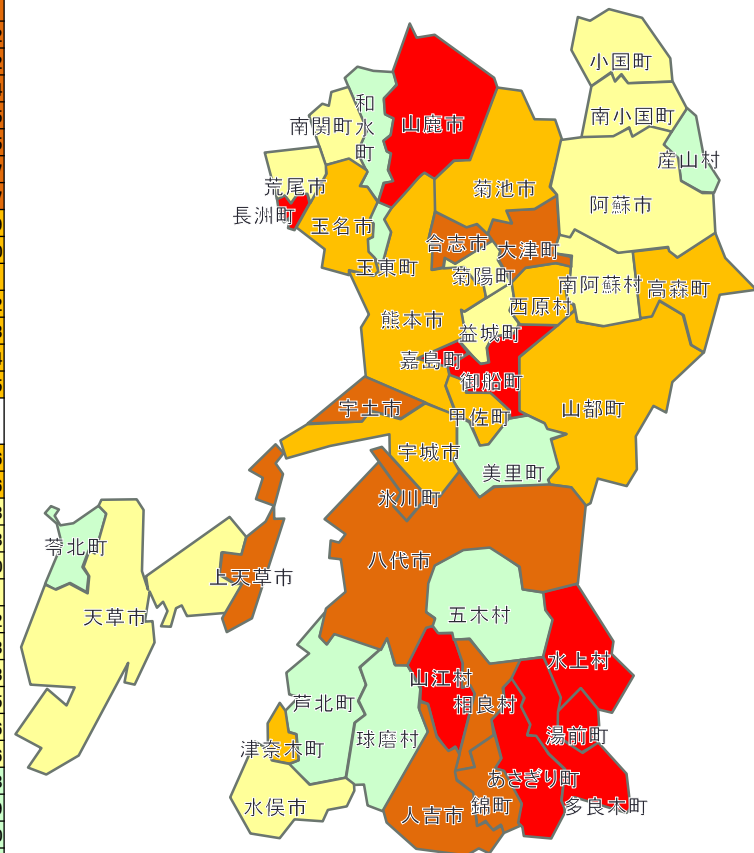 小国町
南小国町
産山村
和水町
南関町
山鹿市
荒尾市
長洲町
玉名市
玉東町
菊池市
阿蘇市
合志市
大津町
菊陽町
南阿蘇村
高森町
西原村
熊本市
益城町
嘉島町
御船町
宇土市
甲佐町
山都町
宇城市
美里町
氷川町
八代市
苓北町
上天草市
天草市
五木村
水上村
山江村
相良村
芦北町
球磨村
湯前町
津奈木町
あさぎり町
水俣市
人吉市
錦町
多良木町